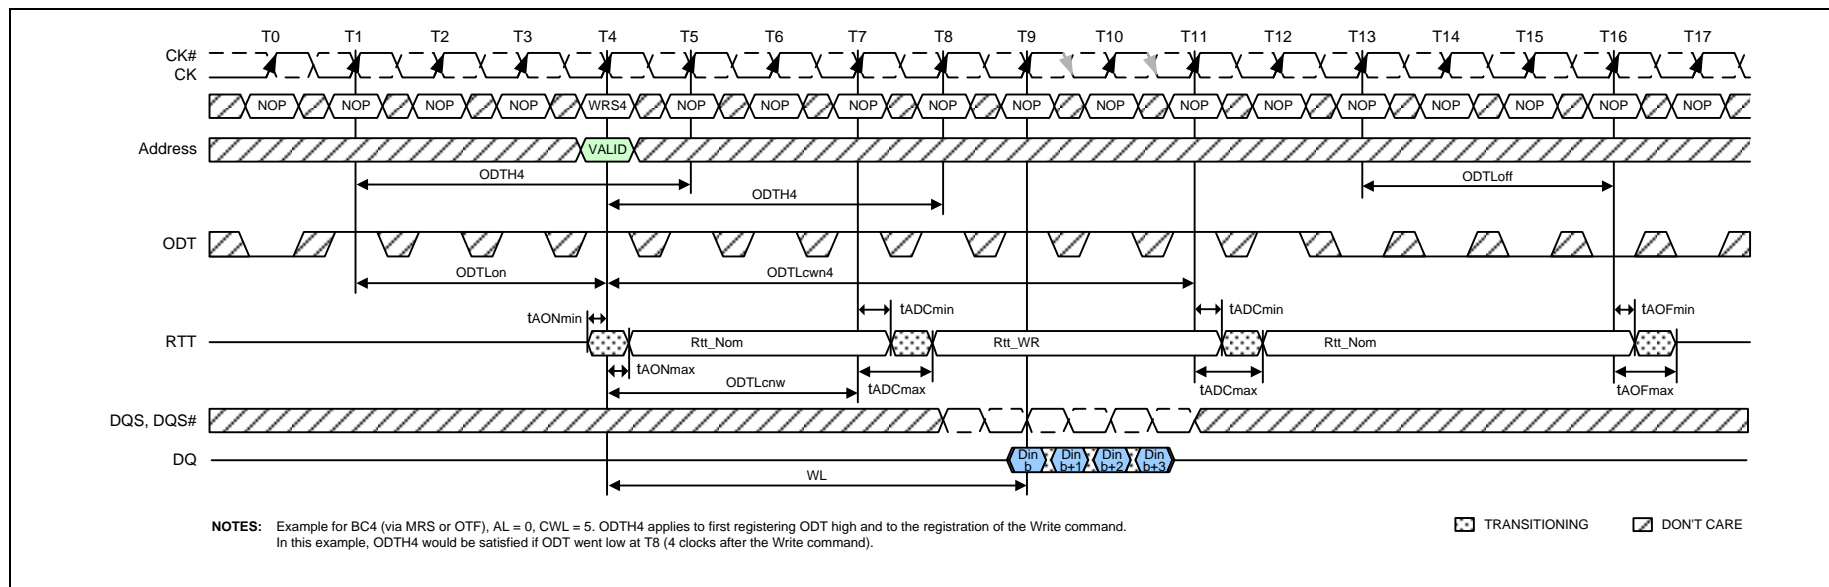 T0 T1 T2 T3 T4 T5 T6 T7 T8 T9 T10 T11 T12 T13 T14 T15 T16 T17
CK#
CK
NOP NOP NOP NOP WRS4 NOP NOP NOP NOP NOP NOP NOP NOP NOP NOP NOP NOP NOP
Address VALID
ODTH4 ODTLoff
ODTH4
ODT
ODTLon ODTLcwn4
tAONmin tADCmin tADCmin tAOFmin
RTT Rtt_Nom Rtt_WR Rtt_Nom
tAONmax tADCmax tADCmax tAOFmax
ODTLcnw
DQS, DQS#
DQ Din b Din b+1 Din b+2 Din b+3
WL
NOTES: Example for BC4 (via MRS or OTF), AL = 0, CWL = 5. ODTH4 applies to first registering ODT high and to the registration of the Write command.
In this example, ODTH4 would be satisfied if ODT went low at T8 (4 clocks after the Write command).
TRANSITIONING DON'T CARE